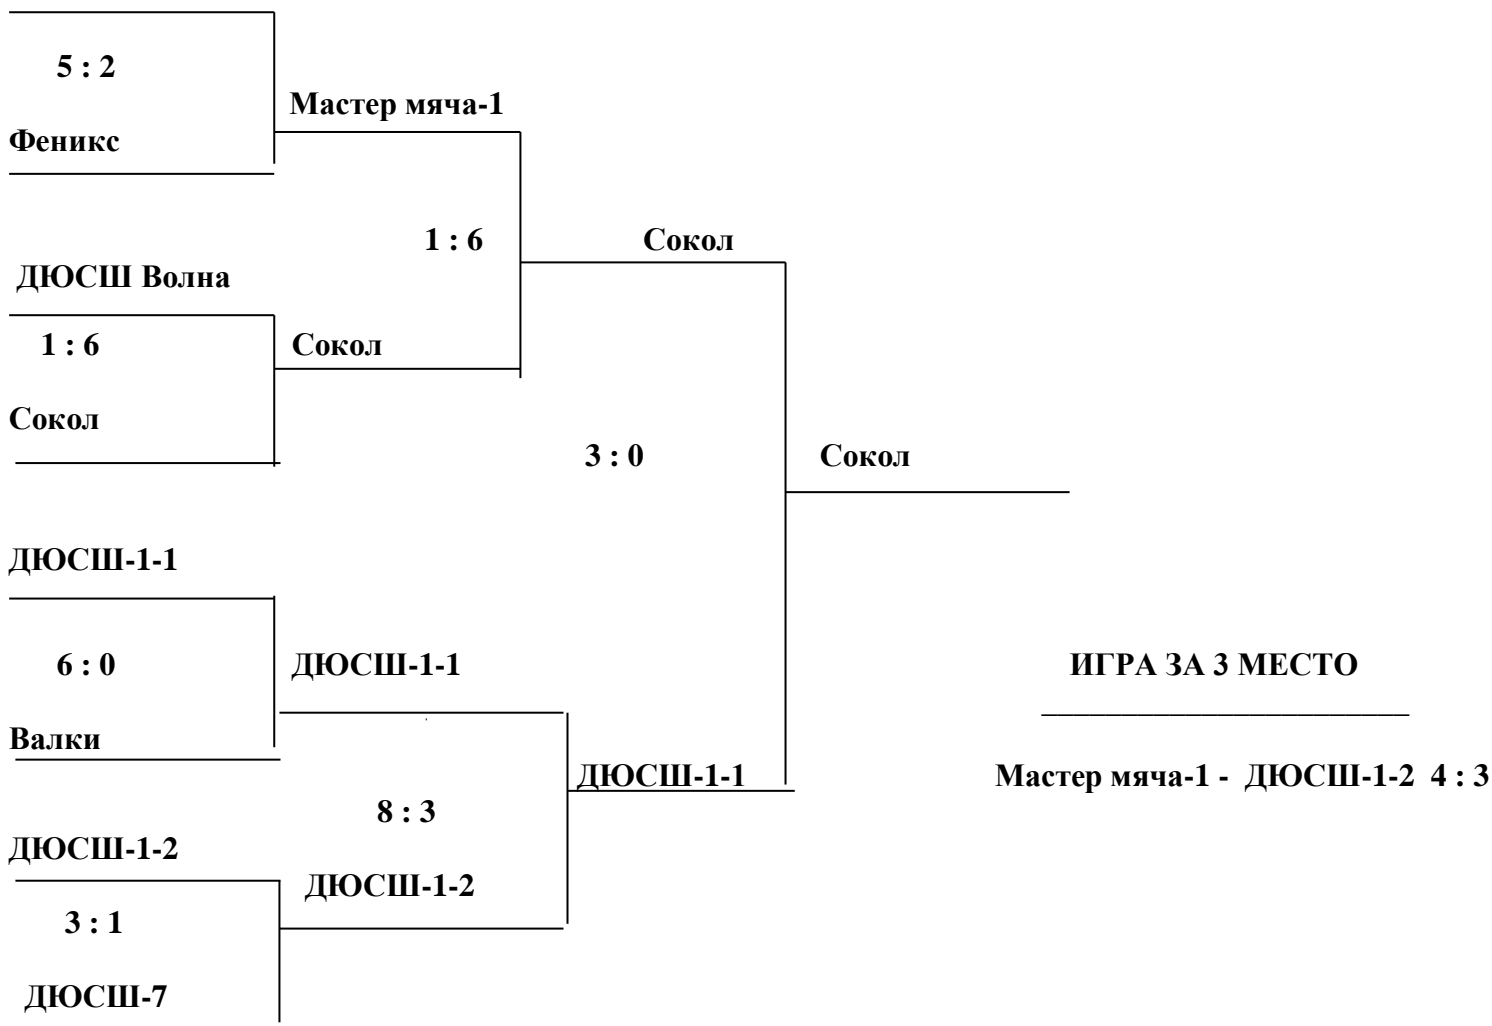 5 : 2
Мастер мяча-1
Феникс
1 : 6
Сокол
ДЮСШ Волна
1 : 6
Сокол
Сокол
3 : 0
Сокол
ДЮСШ-1-1
6 : 0
ДЮСШ-1-1
ИГРА ЗА 3 МЕСТО
Валки
ДЮСШ-1-1
Мастер мяча-1 - ДЮСШ-1-2 4 : 3
8 : 3
ДЮСШ-1-2
ДЮСШ-1-2
3 : 1
ДЮСШ-7